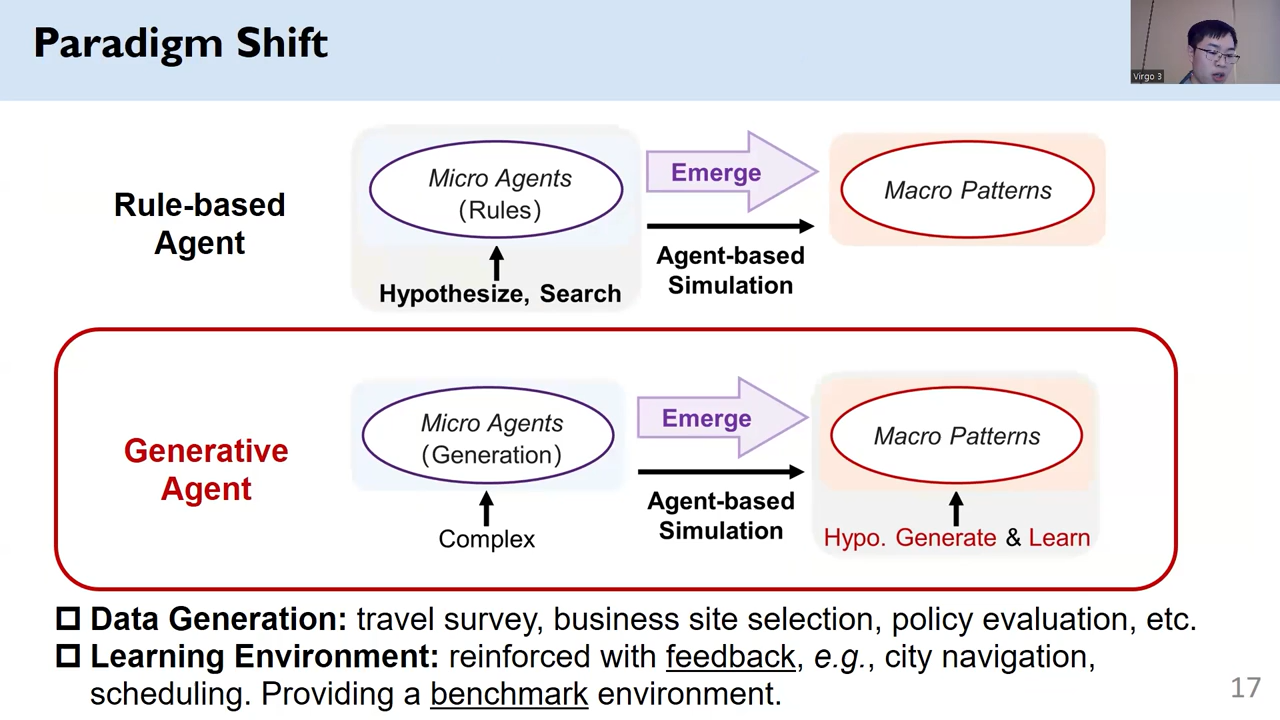 Paradigm Shift
Virgo 3
Rule-based
Agent
Micro Agents
(Rules)
Hypothesize, Search
Emerge
Agent-based
Simulation
Macro Patterns
Generative
Agent
Micro Agents
(Generation)
Complex
Emerge
Agent-based
Simulation
Macro Patterns
Hypo. Generate & Learn
Data Generation: travel survey, business site selection, policy evaluation, etc.
Learning Environment: reinforced with feedback, e.g., city navigation,
scheduling. Providing a benchmark environment.
17